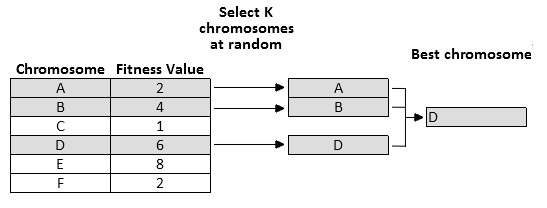 Select K
chromosomes
at random
Best chromosome
Chromosome Fitness Value
A 2 A
B 4 B
D
C 1
D 6 D
E 8
F 2